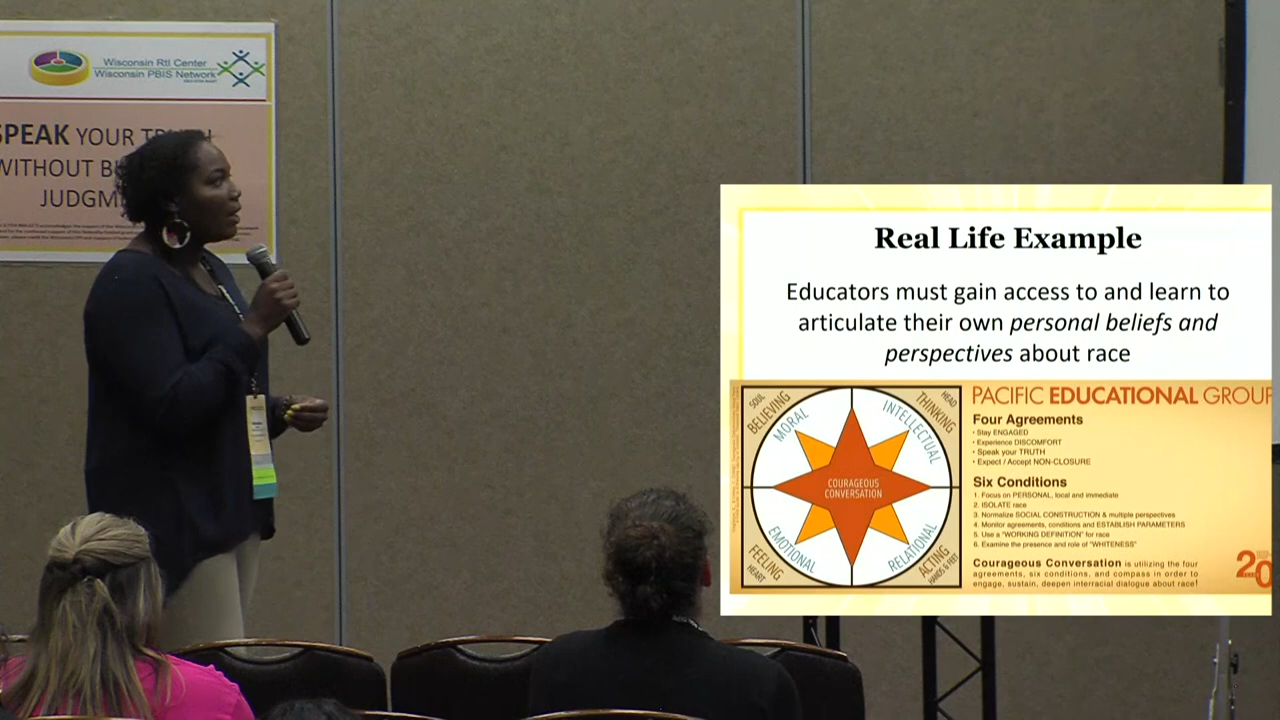 Wisconsin RtI Center
Wisconsin PBIS Network
SPEAK YOUR
WITHOUT
Real Life Example
Educators must gain access to and learn to
articulate their own personal beliefs and
perspectives about race
SOUL
BELIEVING
MORAL
INTELLECTUAL
HEAD
THINKING
COURAGEOUS
CONVERSATION
EMOTIONAL
FEELING
HEART
RELATIONAL
ACTING
HANDS & FEET
PACIFIC EDUCATIONAL GROUP
Four Agreements
• Stay ENGAGED
• Experience DISCOMFORT
• Speak your TRUTH
• Expect / Accept NON-CLOSURE
Six Conditions
1. Focus on PERSONAL, local and immediate
2. ISOLATE race
3. Normalize SOCIAL CONSTRUCTION & multiple perspectives
4. Monitor agreements, conditions and ESTABLISH PARAMETERS
5. Use a "WORKING DEFINITION" for race
6. Examine the presence and role of "WHITENESS"
Courageous Conversation is utilizing the four
agreements, six conditions, and compass in order to
engage, sustain, deepen interracial dialogue about race!
20